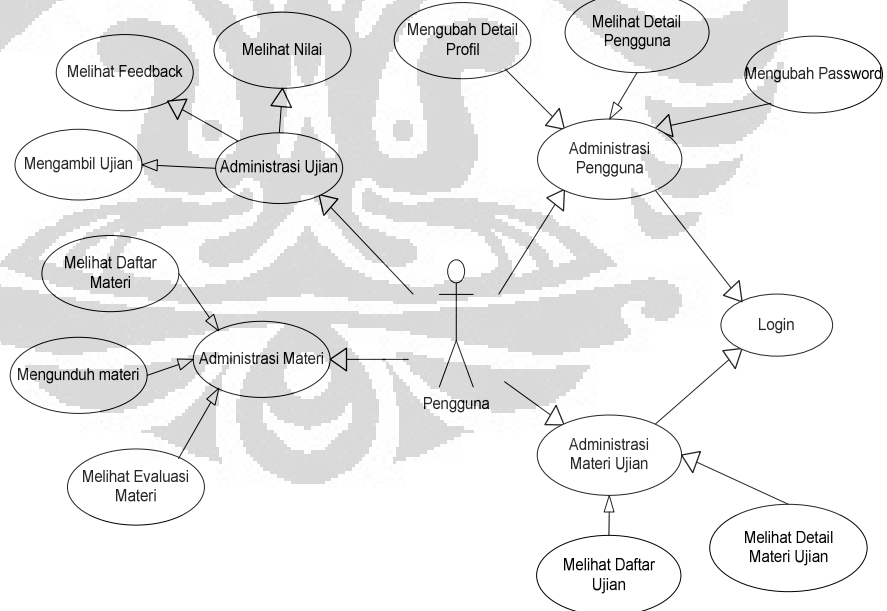 Mengubah Detail
Profil
Melihat Detail
Pengguna
Melihat Nilai
Melihat Feedback
Mengubah Password
Mengambil Ujian
Administrasi Ujian
Administrasi
Pengguna
Melihat Daftar
Materi
Login
Administrasi Materi
Mengunduh materi
Pengguna
Administrasi
Materi Ujian
Melihat Evaluasi
Materi
Melihat Detail
Materi Ujian
Melihat Daftar
Ujian